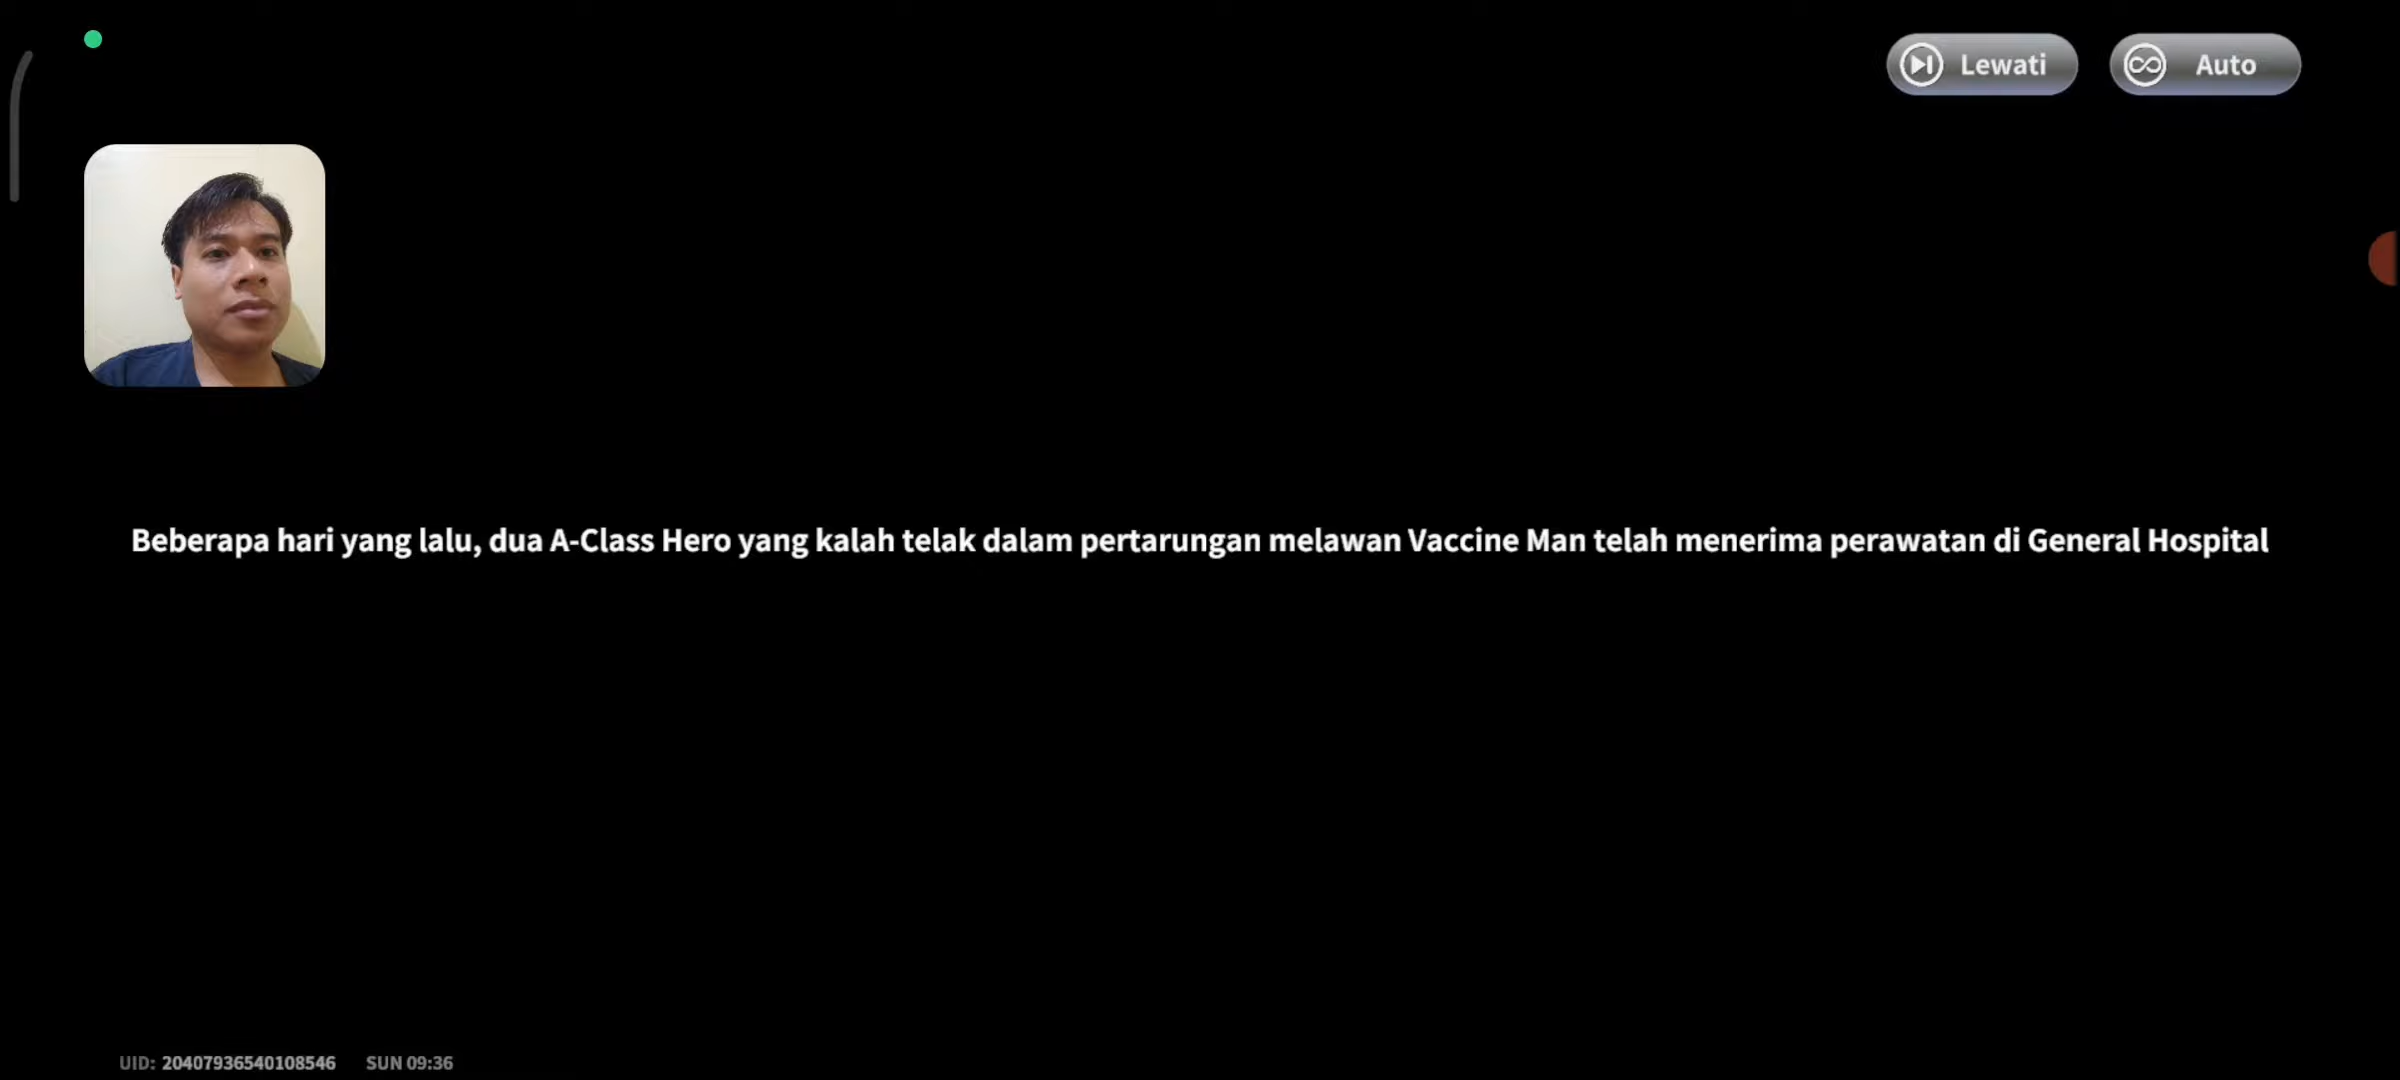 Lewati
Auto
Beberapa hari yang lalu, dua A-Class Hero yang kalah telak dalam pertarungan melawan Vaccine Man telah menerima perawatan di General Hospital
UID: 20407936540108546 SUN 09:36